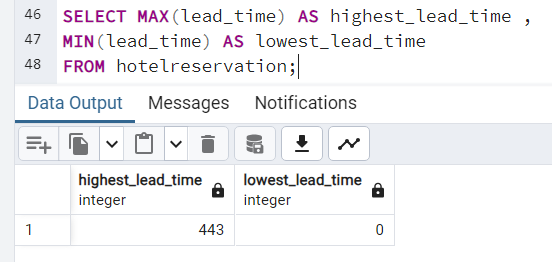 46 SELECT MAX(lead_time) AS highest_lead_time ,
47 MIN(lead_time) AS lowest_lead_time
48 FROM hotelreservation;
Data Output Messages Notifications
highest_lead_time lowest_lead_time
integer integer
1 443 0